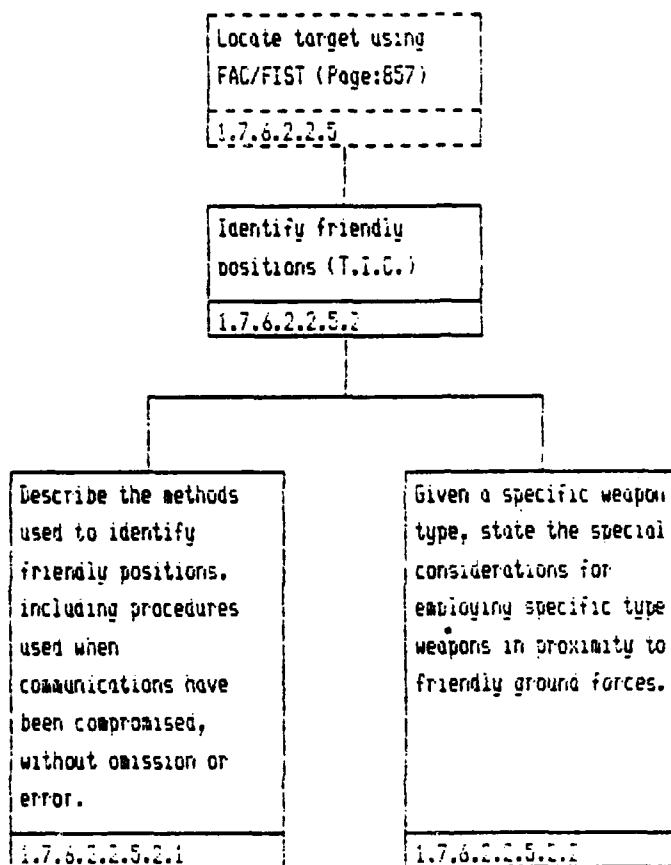 Locate target using
FAC/FIST (Page:857)
1.7.6.2.2.5
Identify friendly
positions (T.I.C.)
1.7.6.2.2.5.2
Describe the methods
used to identify
friendly positions,
including procedures
used when
communications have
been compromised,
without omission or
error.
1.7.6.2.2.5.2.1
Given a specific weapon
type, state the special
considerations for
employing specific type
weapons in proximity to
friendly ground forces.
1.7.6.2.2.5.2.2